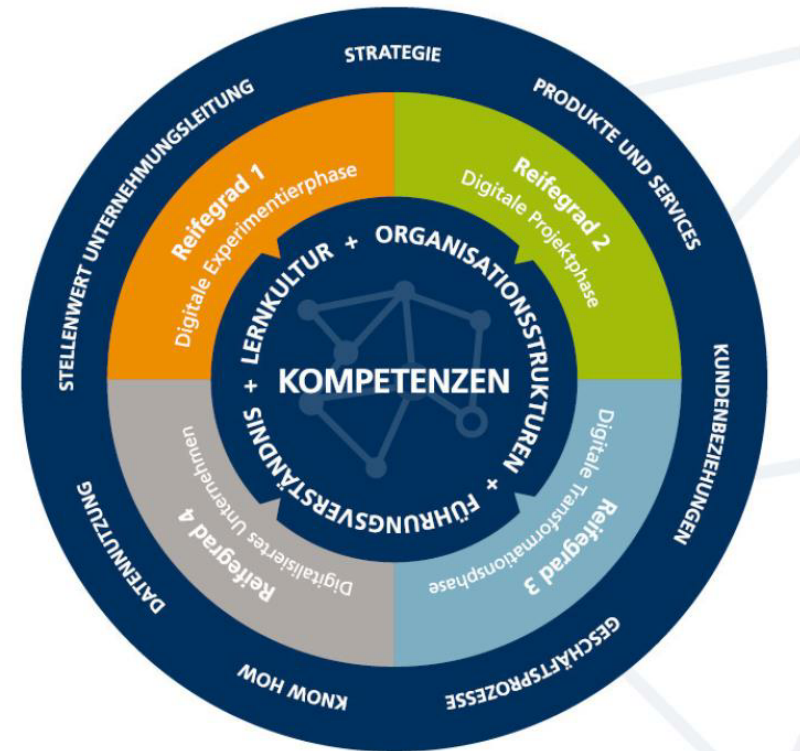 STRATEGIE
PRODUKTE UND SERVICES
KUNDENBEZIEHUNGEN
GESCHÄFTSPROZESSE
KNOW HOW
DATENNUTZUNG
STELLENWERT UNTERNEHMUNGSLEITUNG
Reifegrad 1
Digitale Experimentierphase
Reifegrad 2
Digitale Projektphase
Reifegrad 3
Digitale Transformationsphase
Reifegrad 4
Digitalisiertes Unternehmen
LERNKULTUR + ORGANISATIONSSTRUKTUREN + FÜHRUNGSVERSTÄNDNIS +
KOMPETENZEN